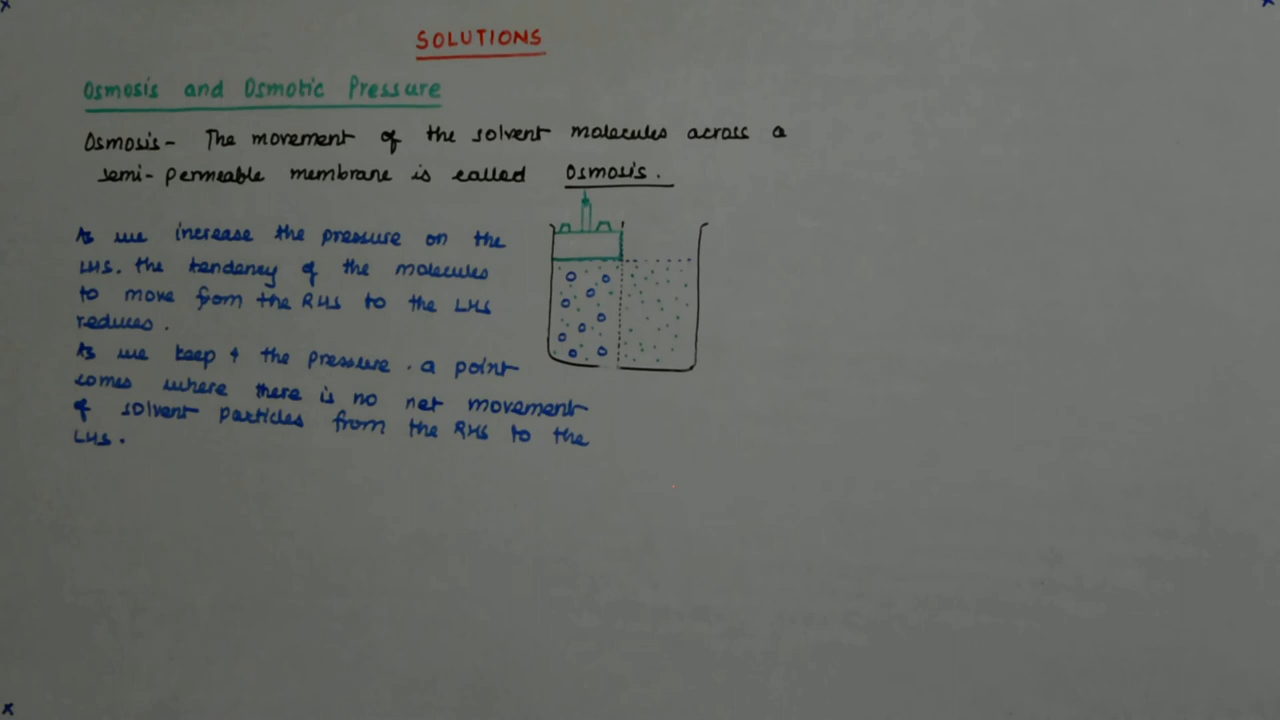 SOLUTIONS
Osmosis and Osmotic Pressure
Osmosis - The movement of the solvent molecules across a
semi-permeable membrane is called Osmosis.
As we increase the pressure on the
LHS. the tendency of the molecules
to move from the RHS to the LHS
reduces.
As we keep ↑ the pressure. a point
comes where there is no net movement
of solvent particles from the RHS to the
LHS.